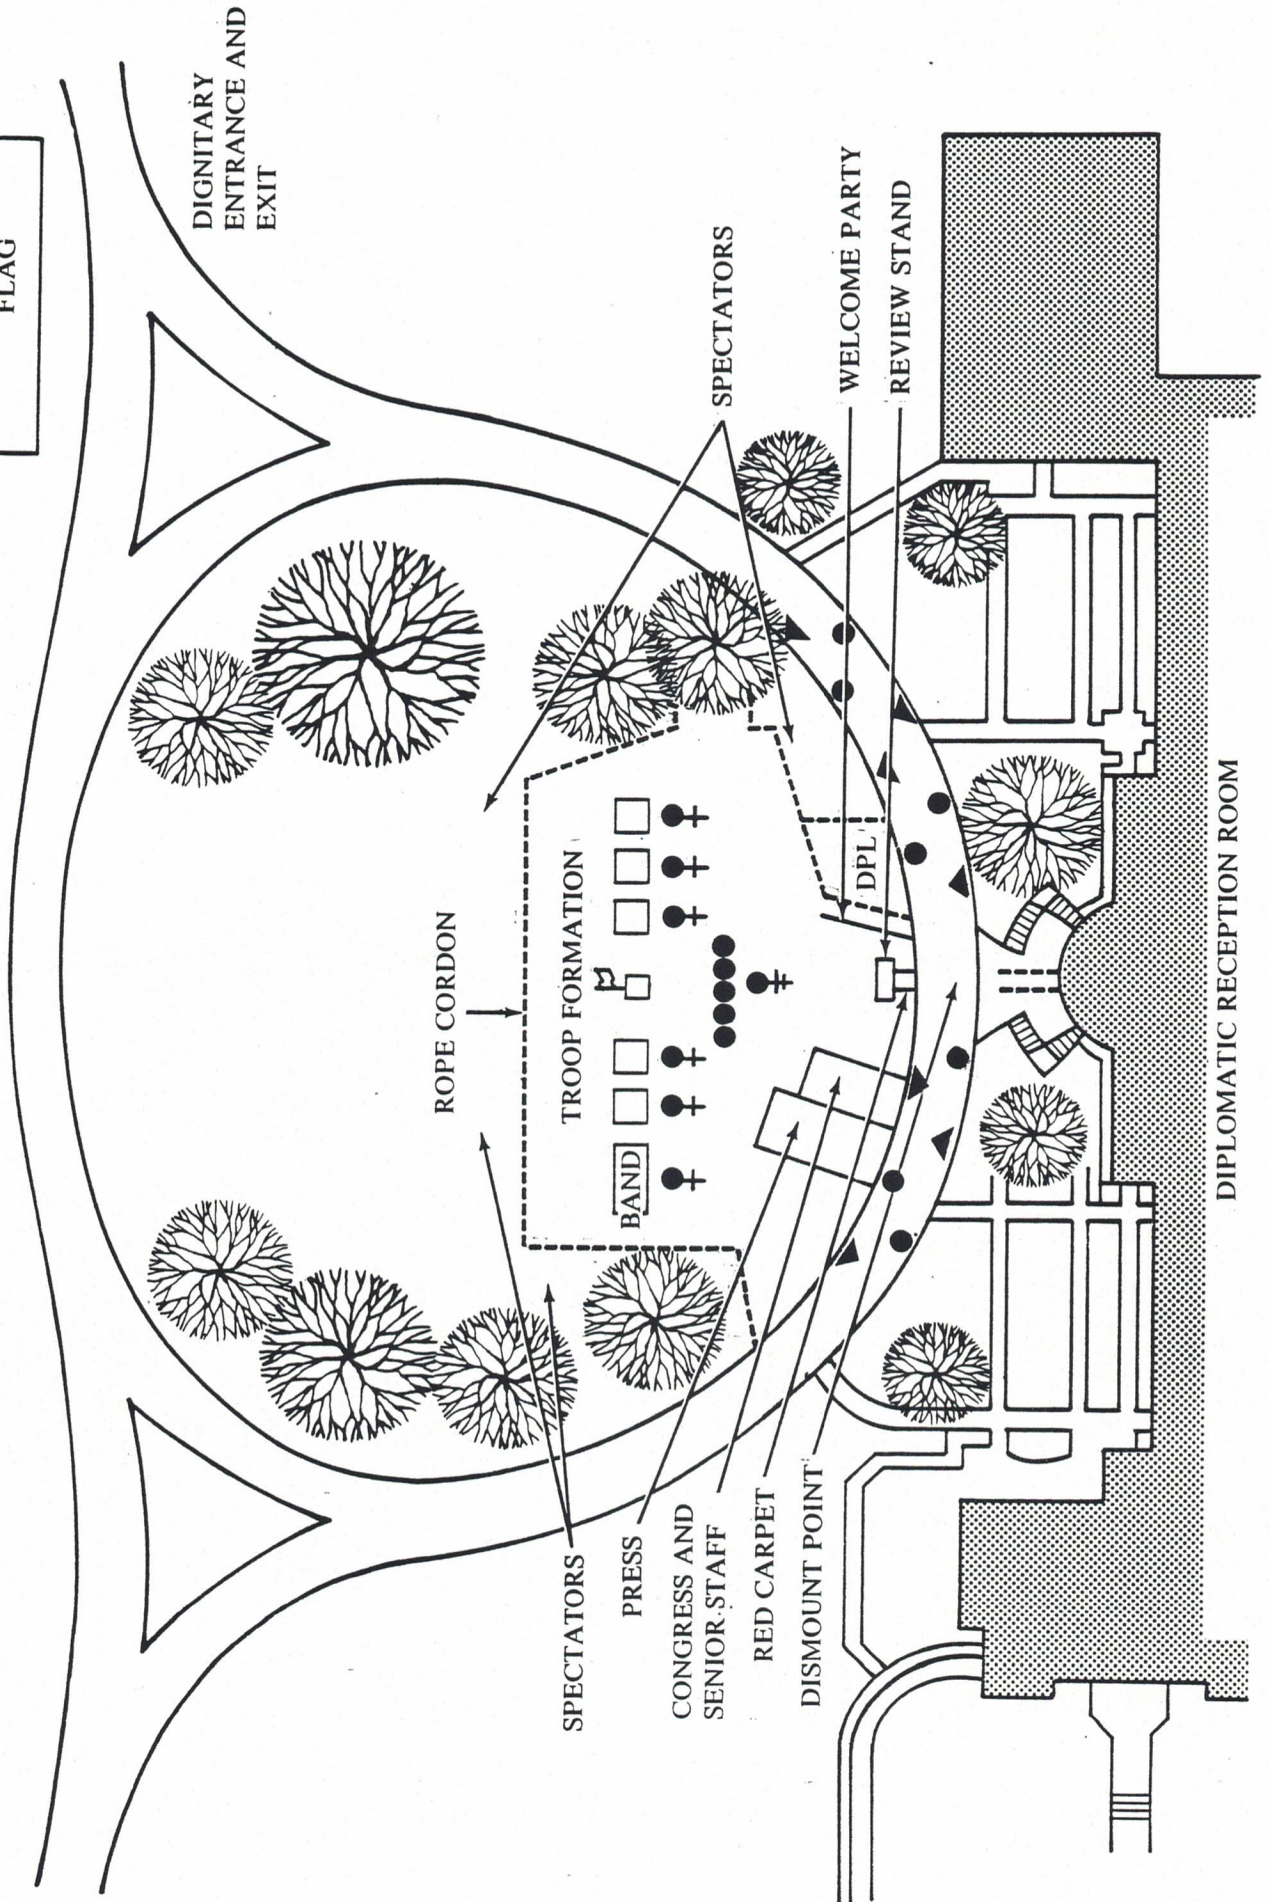 FLAG
DIGNITARY
ENTRANCE AND
EXIT
ROPE CORDON
SPECTATORS
TROOP FORMATION
BAND
SPECTATORS
PRESS
CONGRESS AND
SENIOR STAFF
RED CARPET
DISMOUNT POINT
WELCOME PARTY
DPL
REVIEW STAND
DIPLOMATIC RECEPTION ROOM